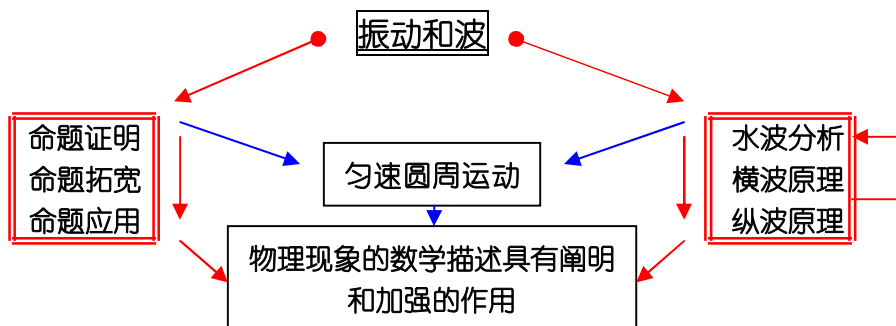 振动和波
命题证明
命题拓宽
命题应用
匀速圆周运动
水波分析
横波原理
纵波原理
物理现象的数学描述具有阐明
和加强的作用